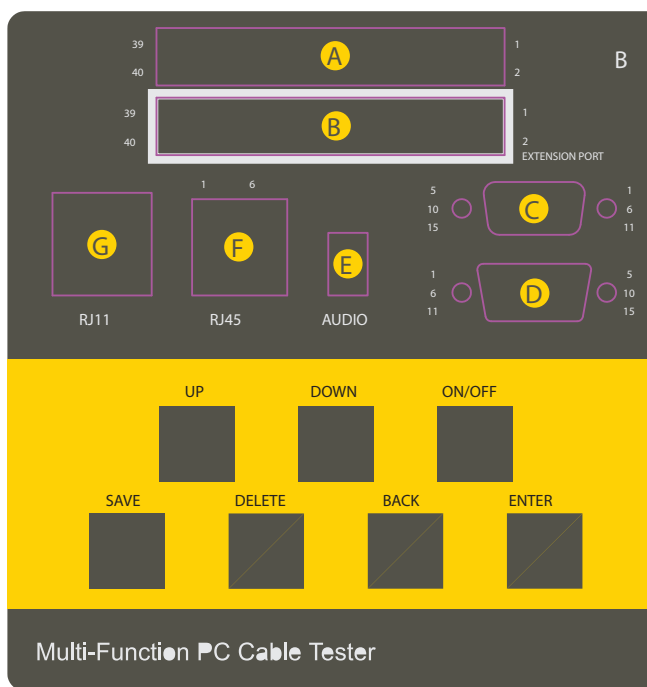 39 A 1 B
40 2
39 B 1
40 2
EXTENSION PORT
1 6
5 C 1
10 6
15 11
G F E
1 D 5
6 10
11 15
RJ11 RJ45 AUDIO
UP DOWN ON/OFF
SAVE DELETE BACK ENTER
Multi-Function PC Cable Tester